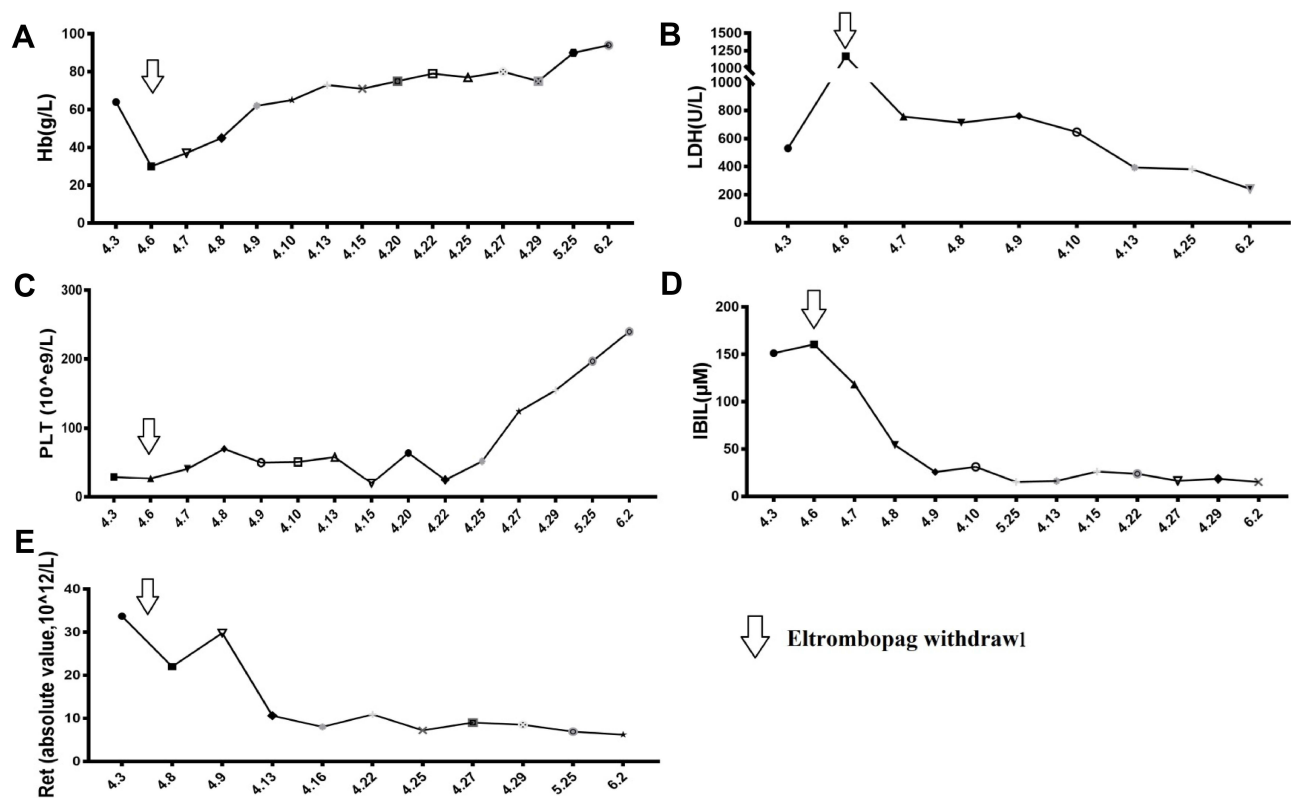 A
Hb(g/L)
100
80
60
40
20
0
4.3 4.6 4.7 4.8 4.9 4.10 4.13 4.15 4.20 4.22 4.25 4.27 4.29 5.25 6.2
B
LDH(U/L)
1500
1250
1000
1000
800
600
400
200
0
4.3 4.6 4.7 4.8 4.9 4.10 4.13 4.25 6.2
C
PLT (10^e9/L)
300
200
100
0
4.3 4.6 4.7 4.8 4.9 4.10 4.13 4.15 4.20 4.22 4.25 4.27 4.29 5.25 6.2
D
IBIL(μM)
200
150
100
50
0
4.3 4.6 4.7 4.8 4.9 4.10 5.25 4.13 4.15 4.22 4.27 4.29 6.2
E
Ret (absolute value,10^12/L)
40
30
20
10
0
4.3 4.8 4.9 4.13 4.16 4.22 4.25 4.27 4.29 5.25 6.2
Eltrombopag withdrawl